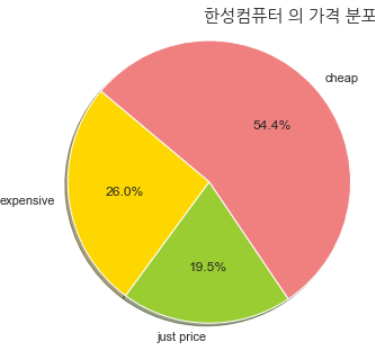 한성컴퓨터 의 가격 분포
cheap
54.4%
26.0%
expensive
19.5%
just price